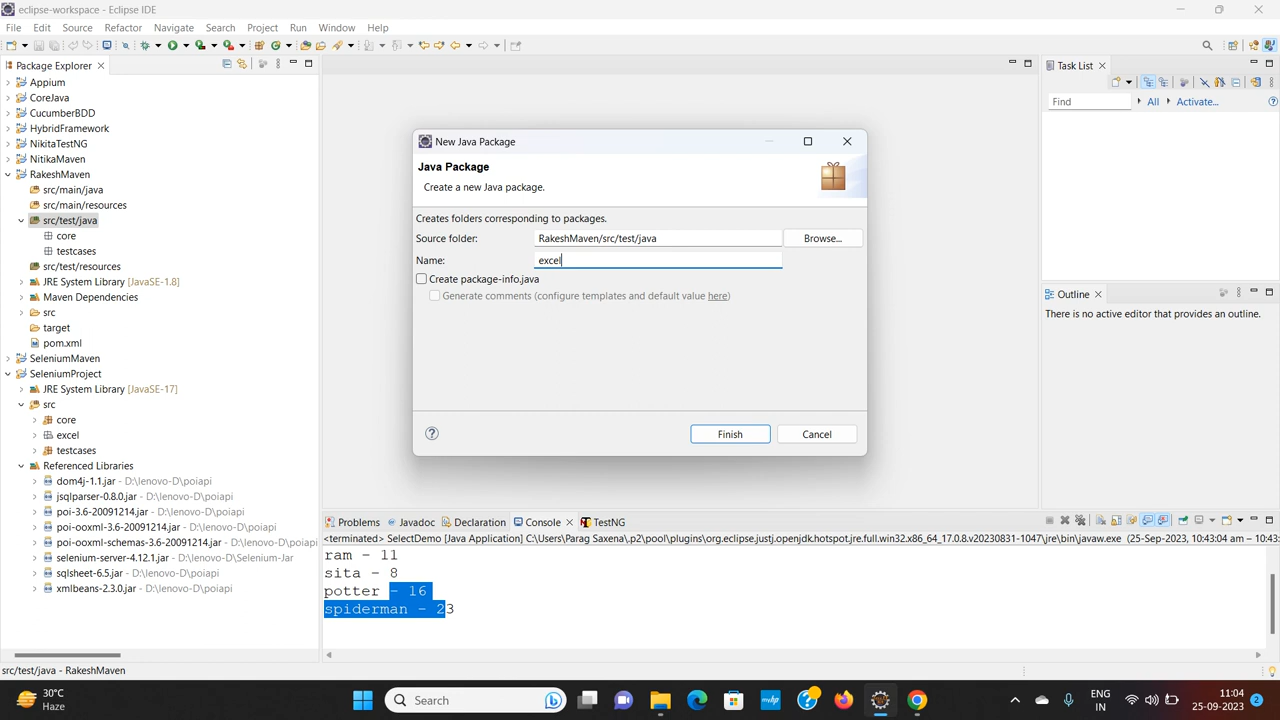 eclipse-workspace - Eclipse IDE
File Edit Source Refactor Navigate Search Project Run Window Help
Package Explorer
Appium
CoreJava
CucumberBDD
HybridFramework
NikitaTestNG
NitikaMaven
RakeshMaven
src/main/java
src/main/resources
src/test/java
core
testcases
src/test/resources
JRE System Library [JavaSE-1.8]
Maven Dependencies
src
target
pom.xml
SeleniumMaven
SeleniumProject
JRE System Library [JavaSE-17]
src
core
excel
testcases
Referenced Libraries
dom4j-1.1.jar - D:\lenovo-D\poiapi
jsqlparser-0.8.0.jar - D:\lenovo-D\poiapi
poi-3.6-20091214.jar - D:\lenovo-D\poiapi
poi-ooxml-3.6-20091214.jar - D:\lenovo-D\poiapi
poi-ooxml-schemas-3.6-20091214.jar - D:\lenovo-D\poiapi
selenium-server-4.12.1.jar - D:\lenovo-D\Selenium-Jar
sqlsheet-6.5.jar - D:\lenovo-D\poiapi
xmlbeans-2.3.0.jar - D:\lenovo-D\poiapi
New Java Package
Java Package
Create a new Java package.
Creates folders corresponding to packages.
Source folder: RakeshMaven/src/test/java Browse...
Name: excel
Create package-info.java
Generate comments (configure templates and default value here)
Finish Cancel
Task List
Find All Activate...
Outline
There is no active editor that provides an outline.
Problems Javadoc Declaration Console TestNG
<terminated> SelectDemo [Java Application] C:\Users\Parag Saxena\.p2\pool\plugins\org.eclipse.justj.openjdk.hotspot.jre.full.win32.x86_64_17.0.8.v20230831-1047\jre\bin\javaw.exe (25-Sep-2023, 10:43:04 am – 10:43:
ram - 11
sita - 8
potter - 16
spiderman - 23
src/test/java - RakeshMaven
30°C
Haze
Search
ENG
IN
11:04
25-09-2023
2